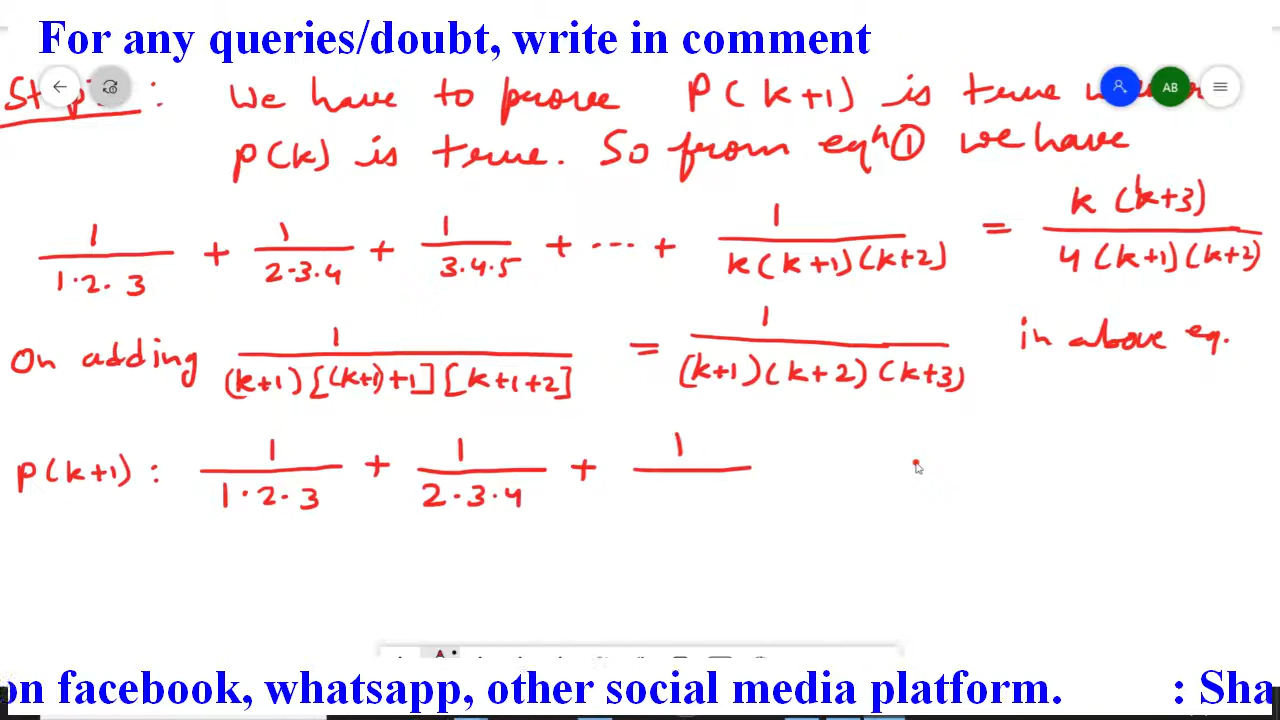 For any queries/doubt, write in comment
: We have to prove P(k+1) is true
P(k) is true. So from eqⁿ ① we have
1/(1·2·3) + 1/(2·3·4) + 1/(3·4·5) + ... + 1/(k(k+1)(k+2)) = k(k+3)/(4(k+1)(k+2))
On adding 1/((k+1)[(k+1)+1][k+1+2]) = 1/((k+1)(k+2)(k+3)) in above eq.
P(k+1) : 1/(1·2·3) + 1/(2·3·4) + 1/
AB
on facebook, whatsapp, other social media platform. : Sha